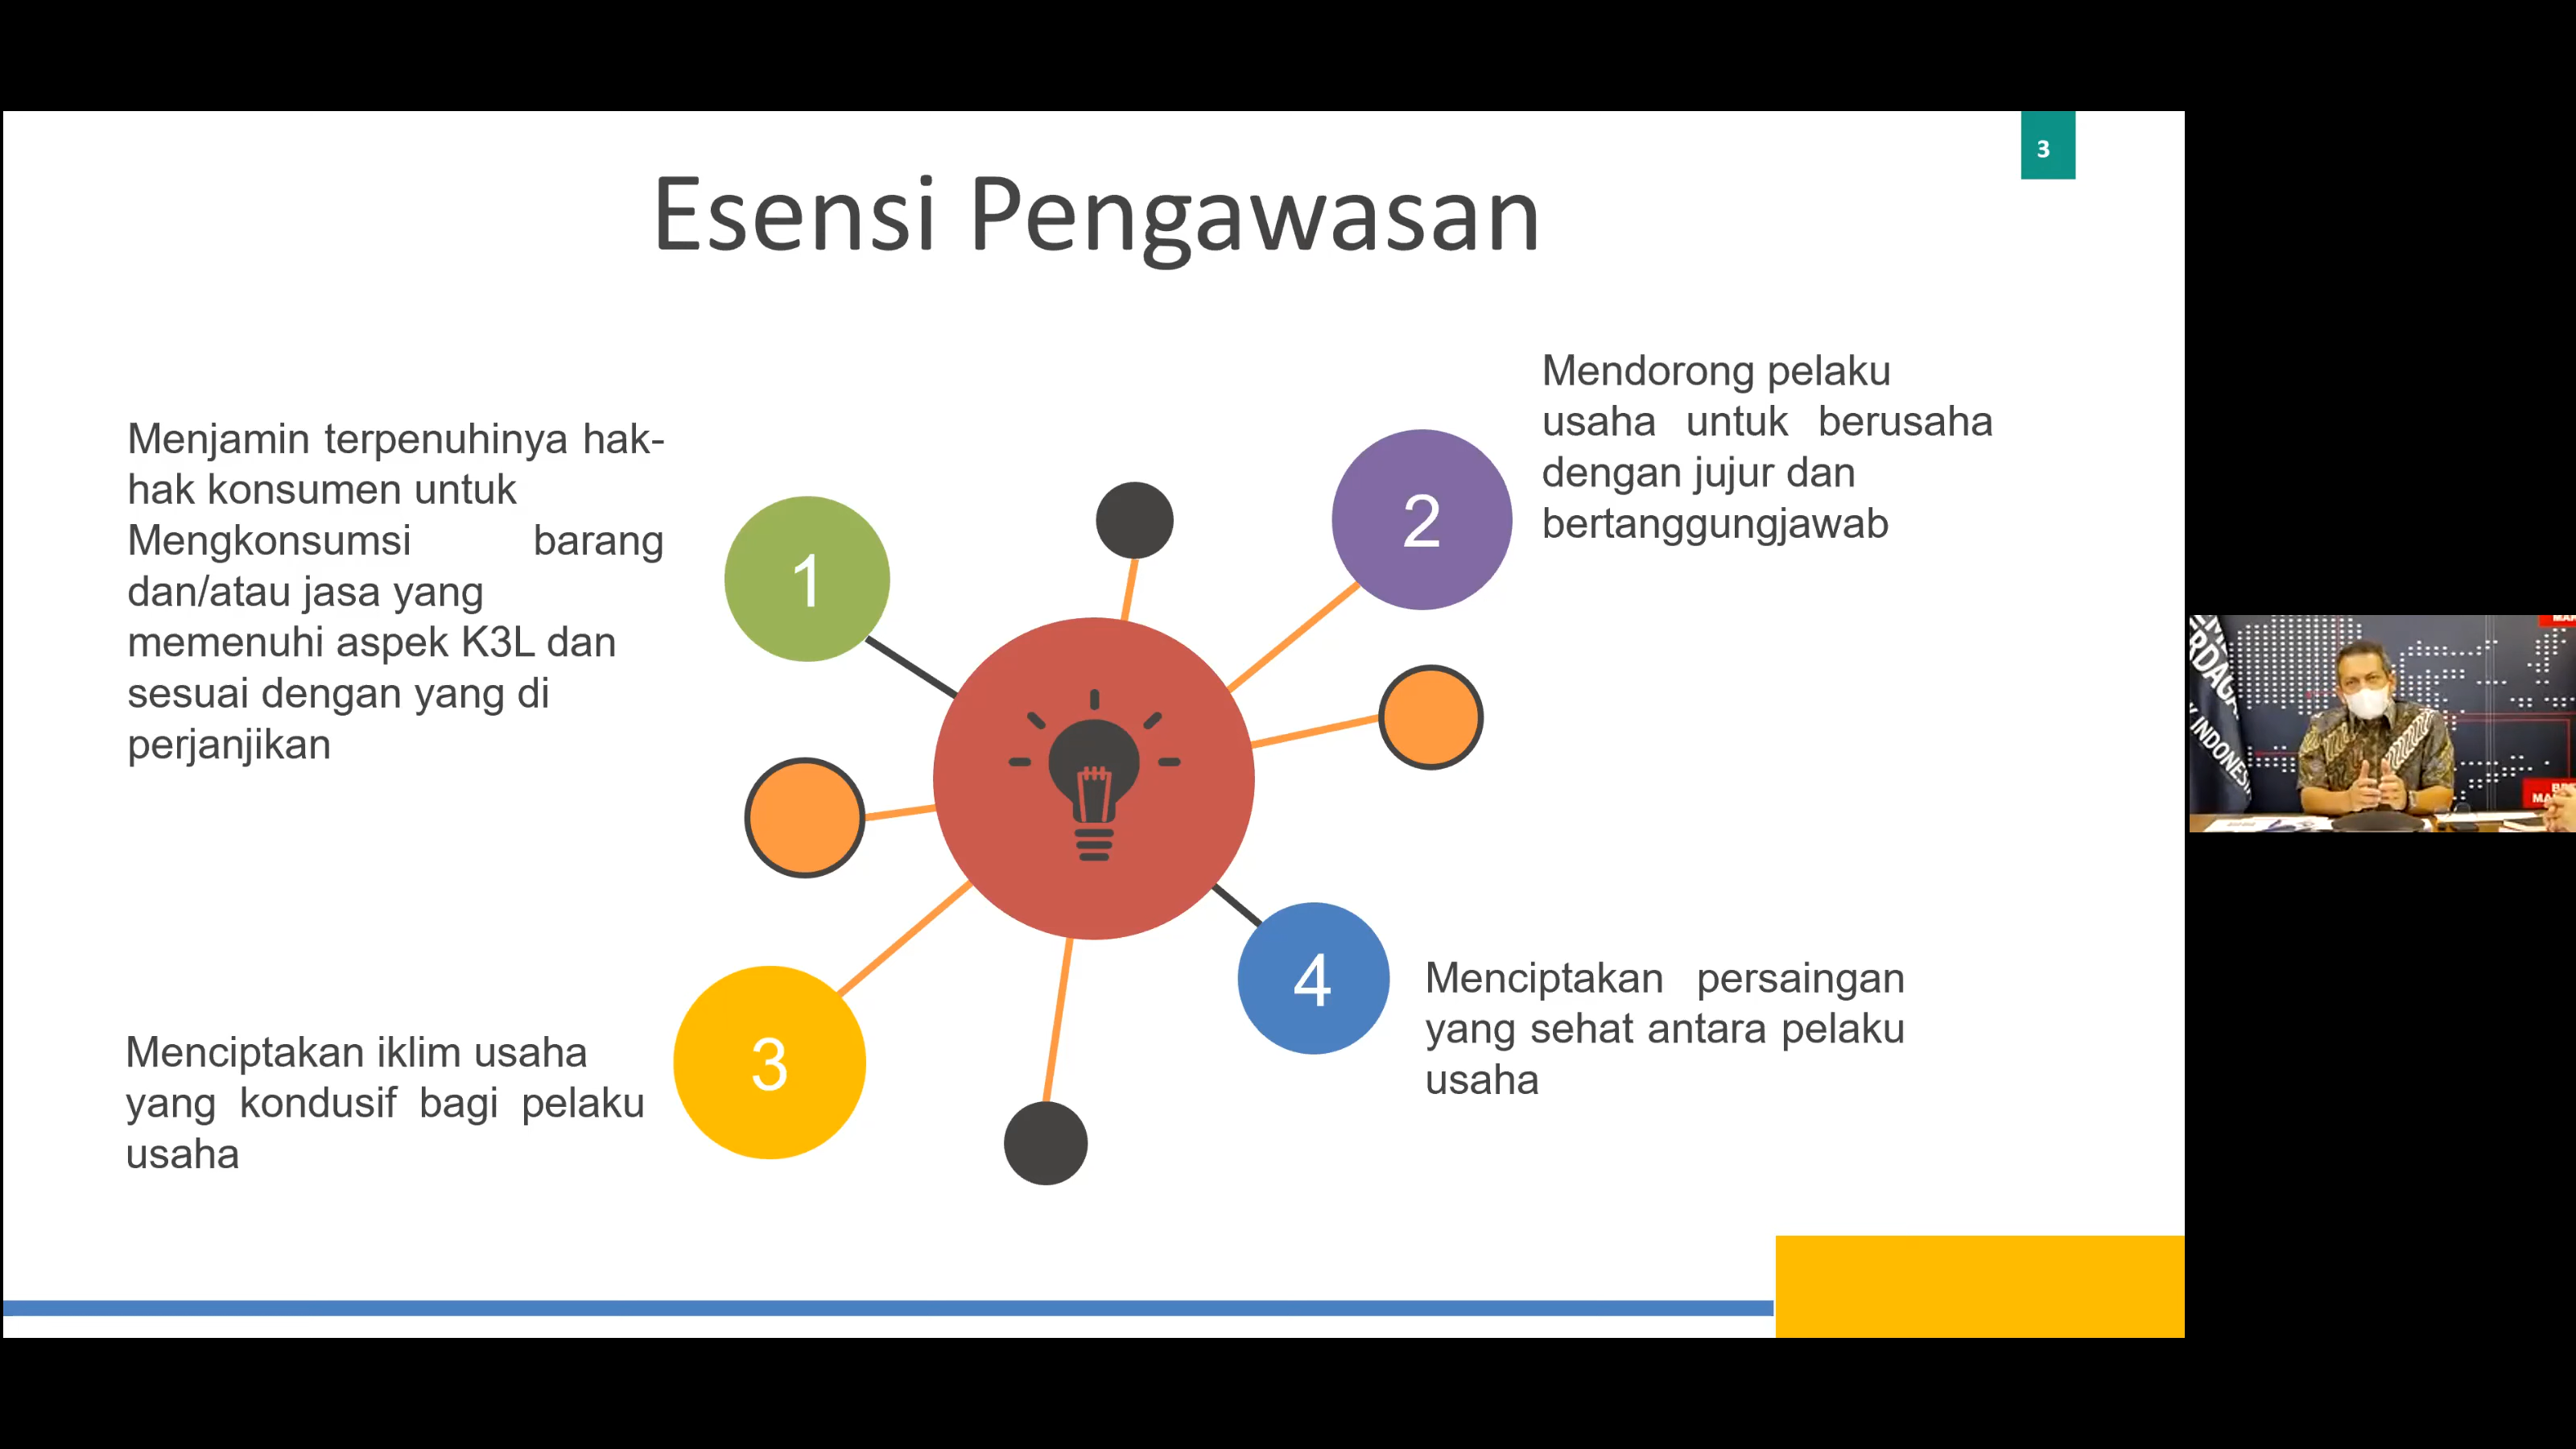 3
Esensi Pengawasan
Menjamin terpenuhinya hak-
hak konsumen untuk
Mengkonsumsi barang
dan/atau jasa yang
memenuhi aspek K3L dan
sesuai dengan yang di
perjanjikan
1
2
Mendorong pelaku
usaha untuk berusaha
dengan jujur dan
bertanggungjawab
3
Menciptakan iklim usaha
yang kondusif bagi pelaku
usaha
4
Menciptakan persaingan
yang sehat antara pelaku
usaha